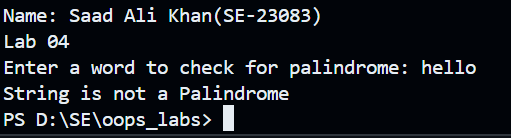 Name: Saad Ali Khan(SE-23083)
Lab 04
Enter a word to check for palindrome: hello
String is not a Palindrome
PS D:\SE\oops_labs>